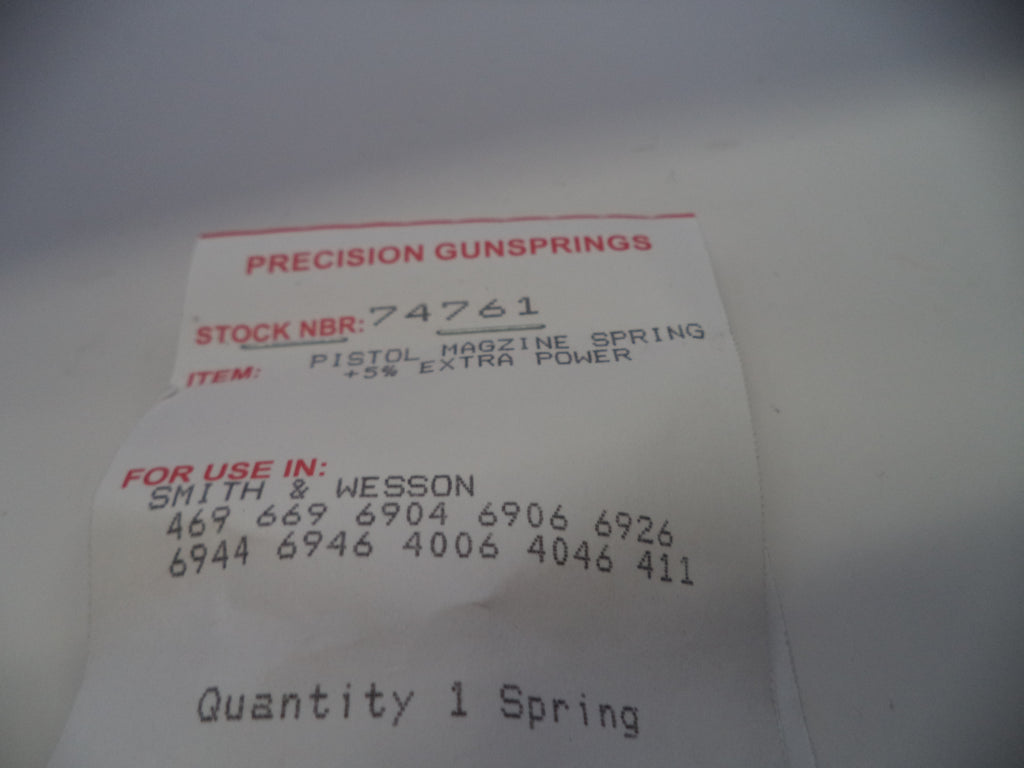 PRECISION GUNSPRINGS
STOCK NBR: 74761
ITEM: PISTOL MAGZINE SPRING
+5% EXTRA POWER
FOR USE IN:
SMITH & WESSON
469 669 6904 6906 6926
6944 6946 4006 4046 411
Quantity 1 Spring